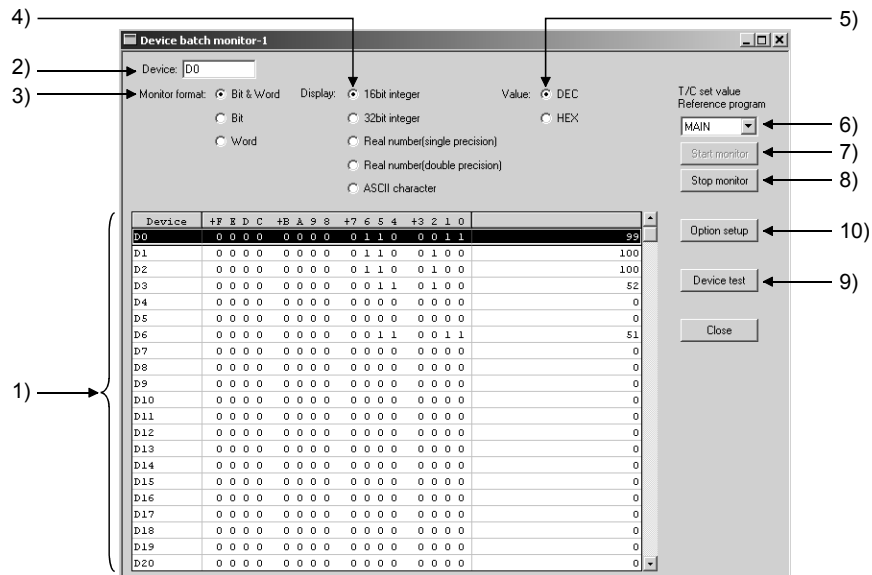 4)
5)
Device batch monitor-1
2)
Device: D0
3)
Monitor format: Bit & Word Display: 16bit integer Value: DEC
T/C set value
Reference program
Bit 32bit integer HEX
MAIN
6)
Word Real number(single precision)
Start monitor
7)
Real number(double precision)
Stop monitor
8)
ASCII character
Device +F E D C +B A 9 8 +7 6 5 4 +3 2 1 0
D0 0 0 0 0 0 0 0 0 0 1 1 0 0 0 1 1 99
Option setup
10)
D1 0 0 0 0 0 0 0 0 0 1 1 0 0 1 0 0 100
D2 0 0 0 0 0 0 0 0 0 1 1 0 0 1 0 0 100
D3 0 0 0 0 0 0 0 0 0 0 1 1 0 1 0 0 52
Device test
9)
D4 0 0 0 0 0 0 0 0 0 0 0 0 0 0 0 0 0
D5 0 0 0 0 0 0 0 0 0 0 0 0 0 0 0 0 0
D6 0 0 0 0 0 0 0 0 0 0 1 1 0 0 1 1 51
Close
D7 0 0 0 0 0 0 0 0 0 0 0 0 0 0 0 0 0
D8 0 0 0 0 0 0 0 0 0 0 0 0 0 0 0 0 0
D9 0 0 0 0 0 0 0 0 0 0 0 0 0 0 0 0 0
1)
D10 0 0 0 0 0 0 0 0 0 0 0 0 0 0 0 0 0
D11 0 0 0 0 0 0 0 0 0 0 0 0 0 0 0 0 0
D12 0 0 0 0 0 0 0 0 0 0 0 0 0 0 0 0 0
D13 0 0 0 0 0 0 0 0 0 0 0 0 0 0 0 0 0
D14 0 0 0 0 0 0 0 0 0 0 0 0 0 0 0 0 0
D15 0 0 0 0 0 0 0 0 0 0 0 0 0 0 0 0 0
D16 0 0 0 0 0 0 0 0 0 0 0 0 0 0 0 0 0
D17 0 0 0 0 0 0 0 0 0 0 0 0 0 0 0 0 0
D18 0 0 0 0 0 0 0 0 0 0 0 0 0 0 0 0 0
D19 0 0 0 0 0 0 0 0 0 0 0 0 0 0 0 0 0
D20 0 0 0 0 0 0 0 0 0 0 0 0 0 0 0 0 0